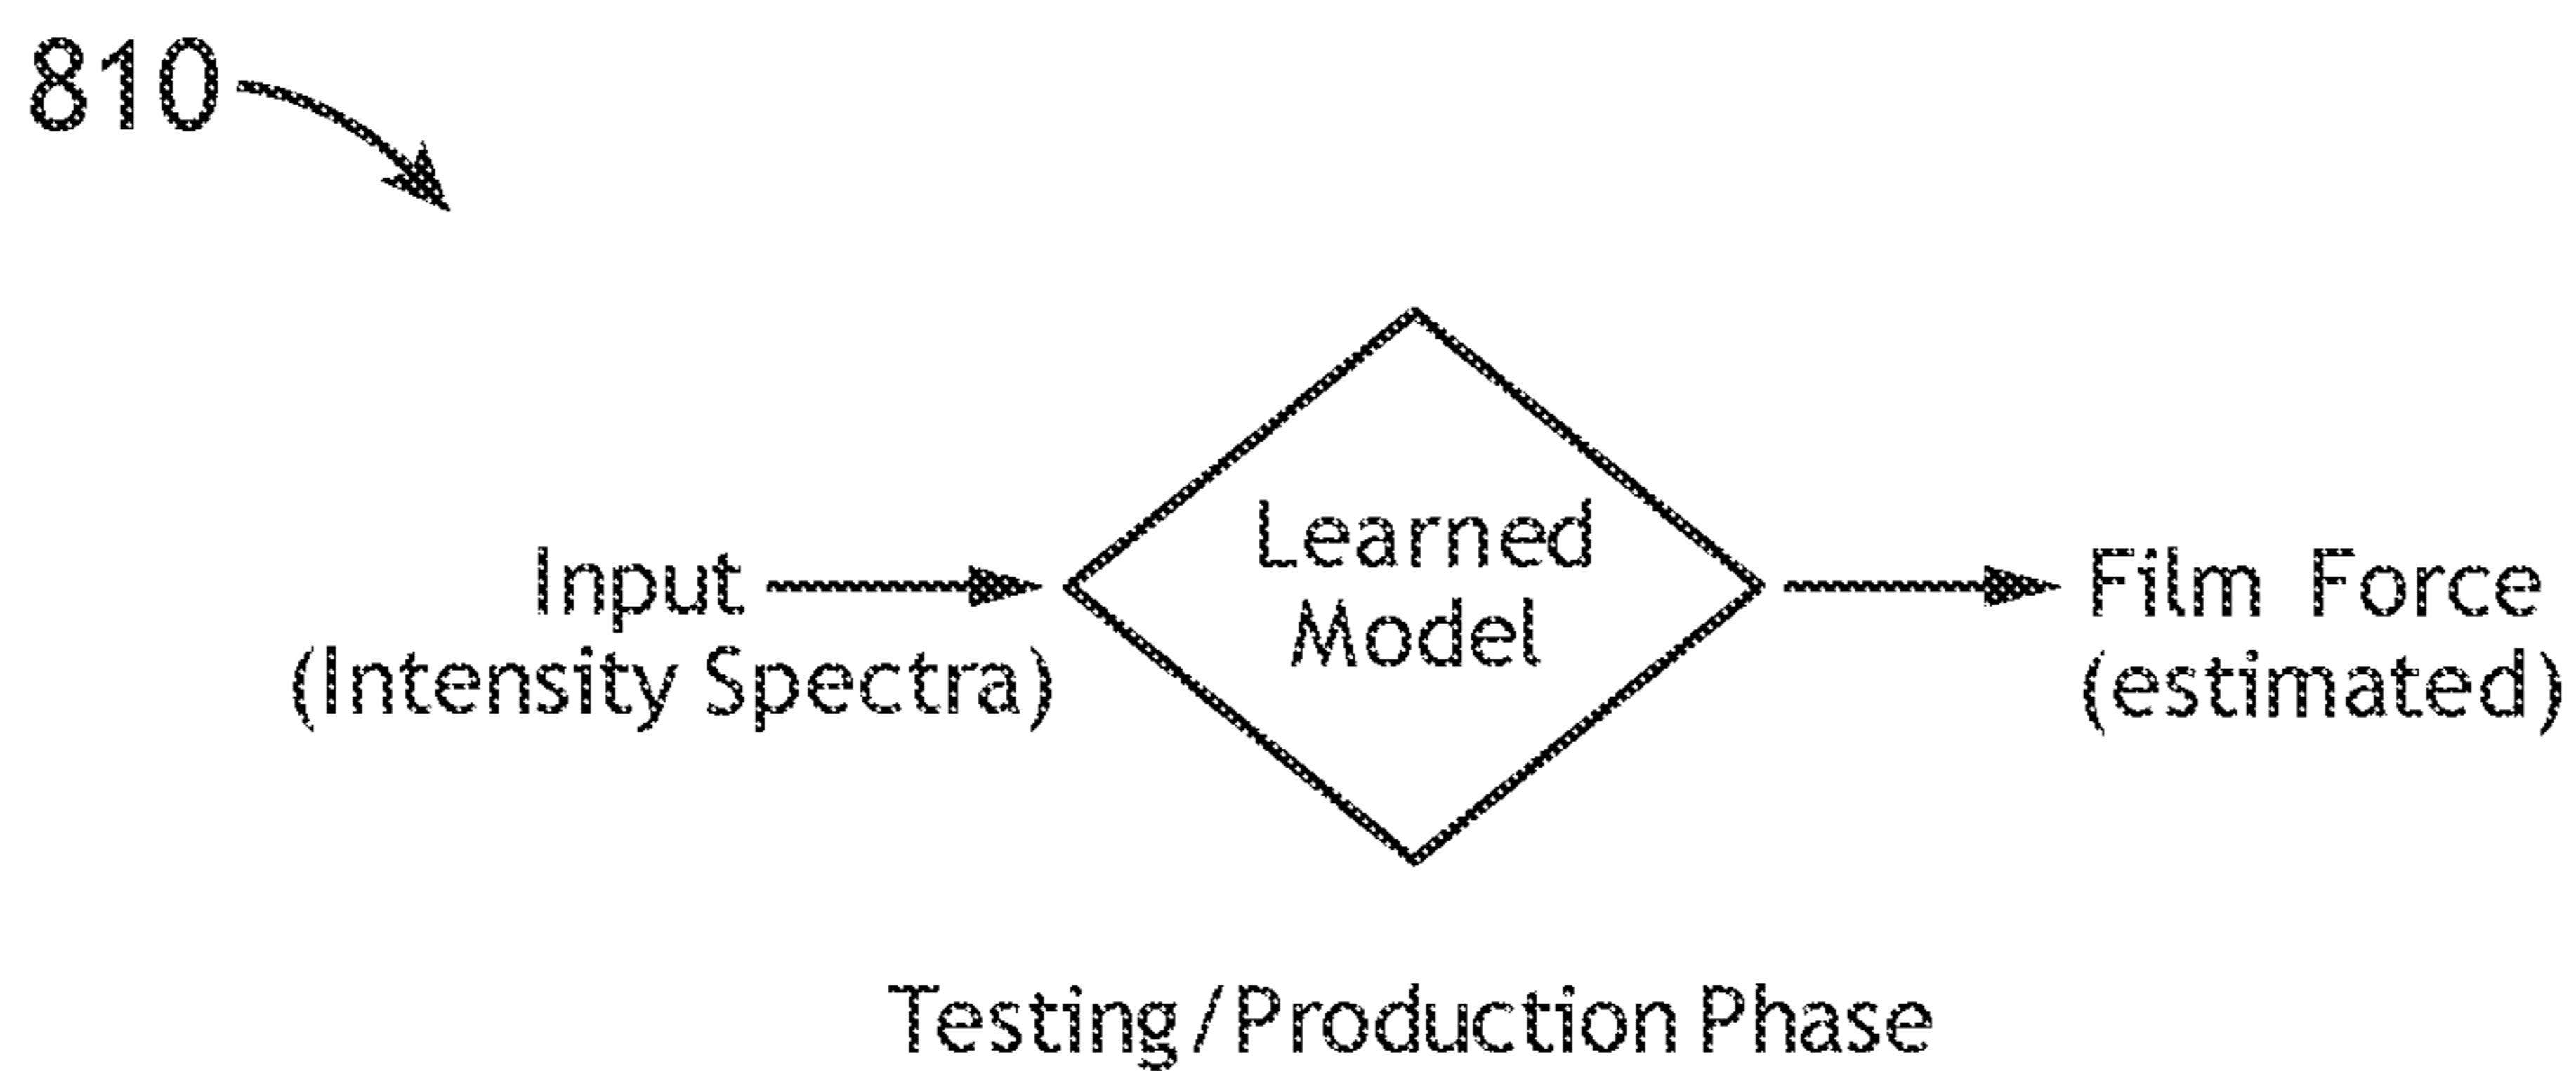 810
Input
(Intensity Spectra)
Learned
Model
Film Force
(estimated)
Testing/Production Phase